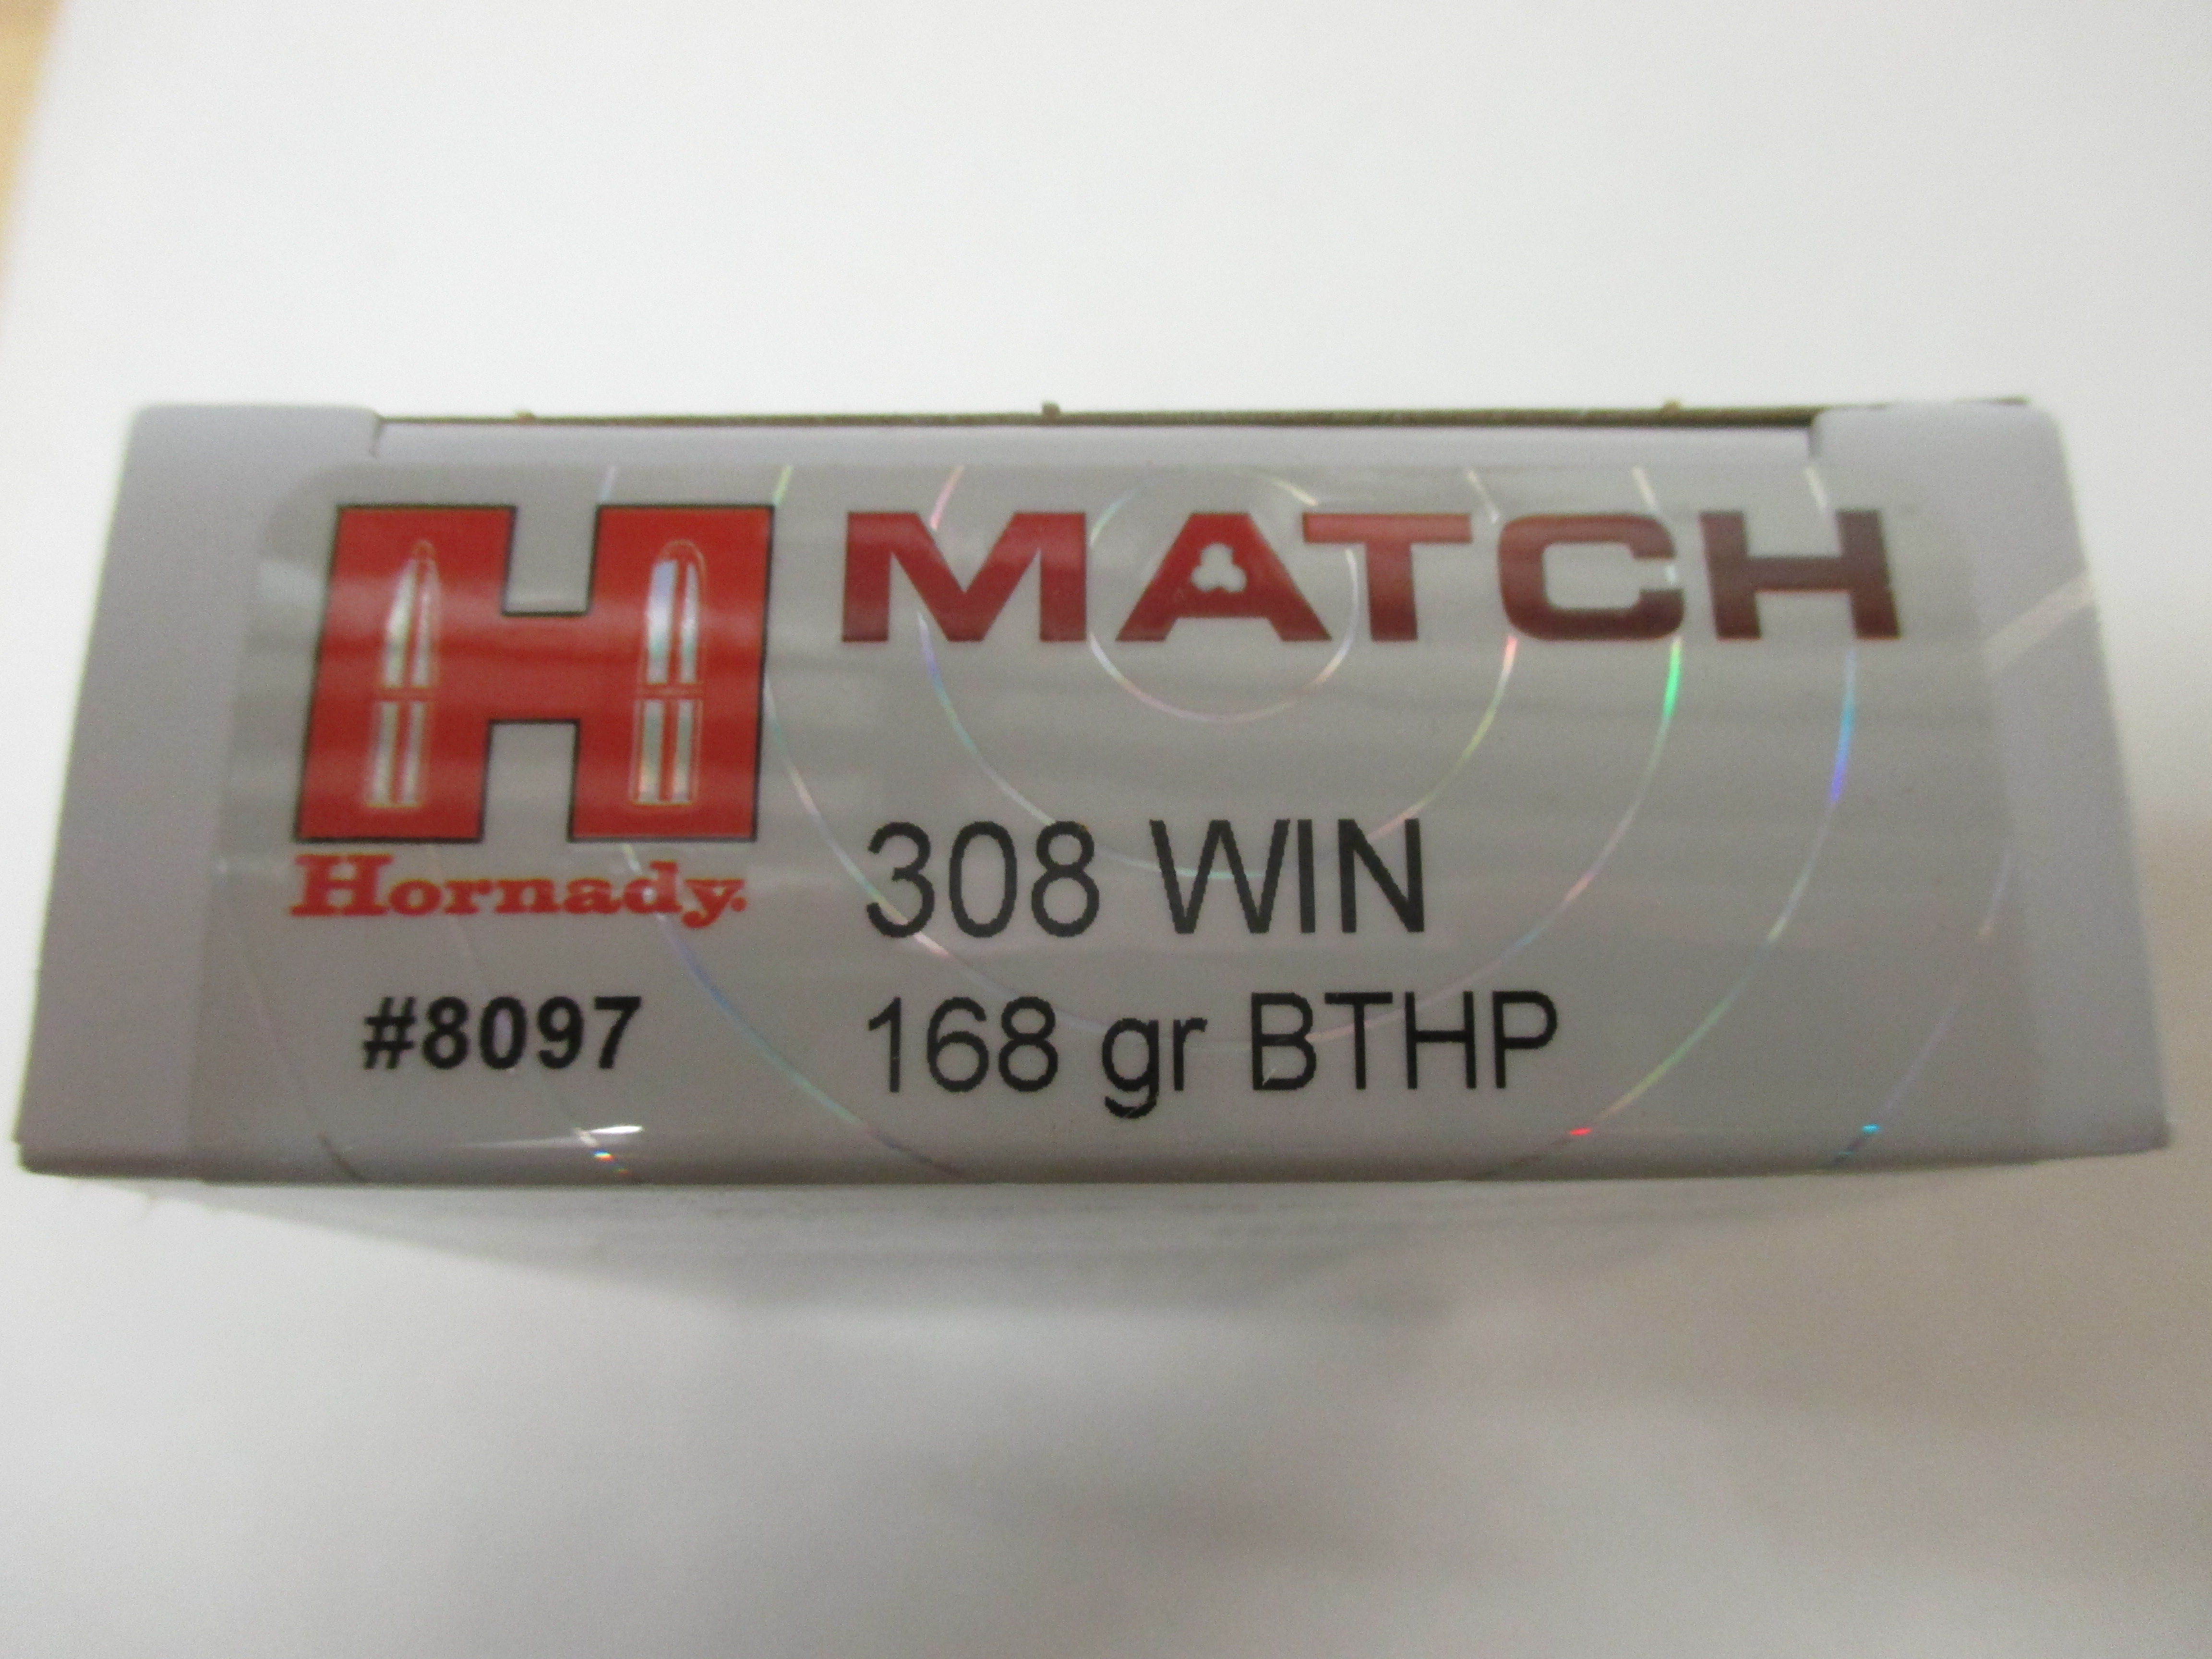 MATCH
Hornady.
308 WIN
#8097
168 gr BTHP